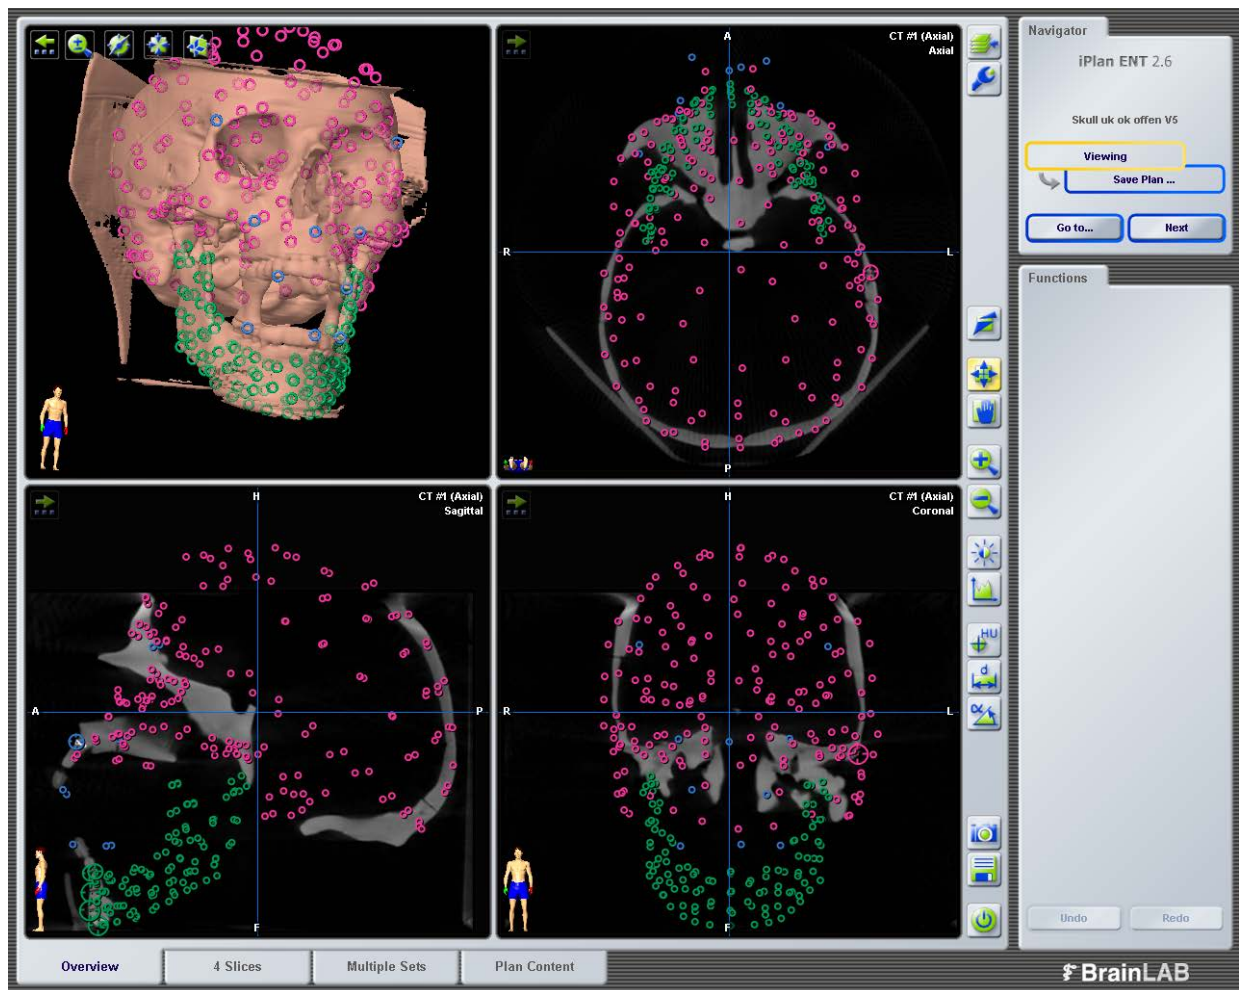 CT #1 (Axial)
Axial
A
R
L
P
CT #1 (Axial)
Sagittal
H
A
P
F
CT #1 (Axial)
Coronal
H
R
L
F
HU
d
α
Navigator
iPlan ENT 2.6
Skull uk ok offen V5
Viewing
Save Plan ...
Go to...
Next
Functions
Undo
Redo
Overview
4 Slices
Multiple Sets
Plan Content
BrainLAB